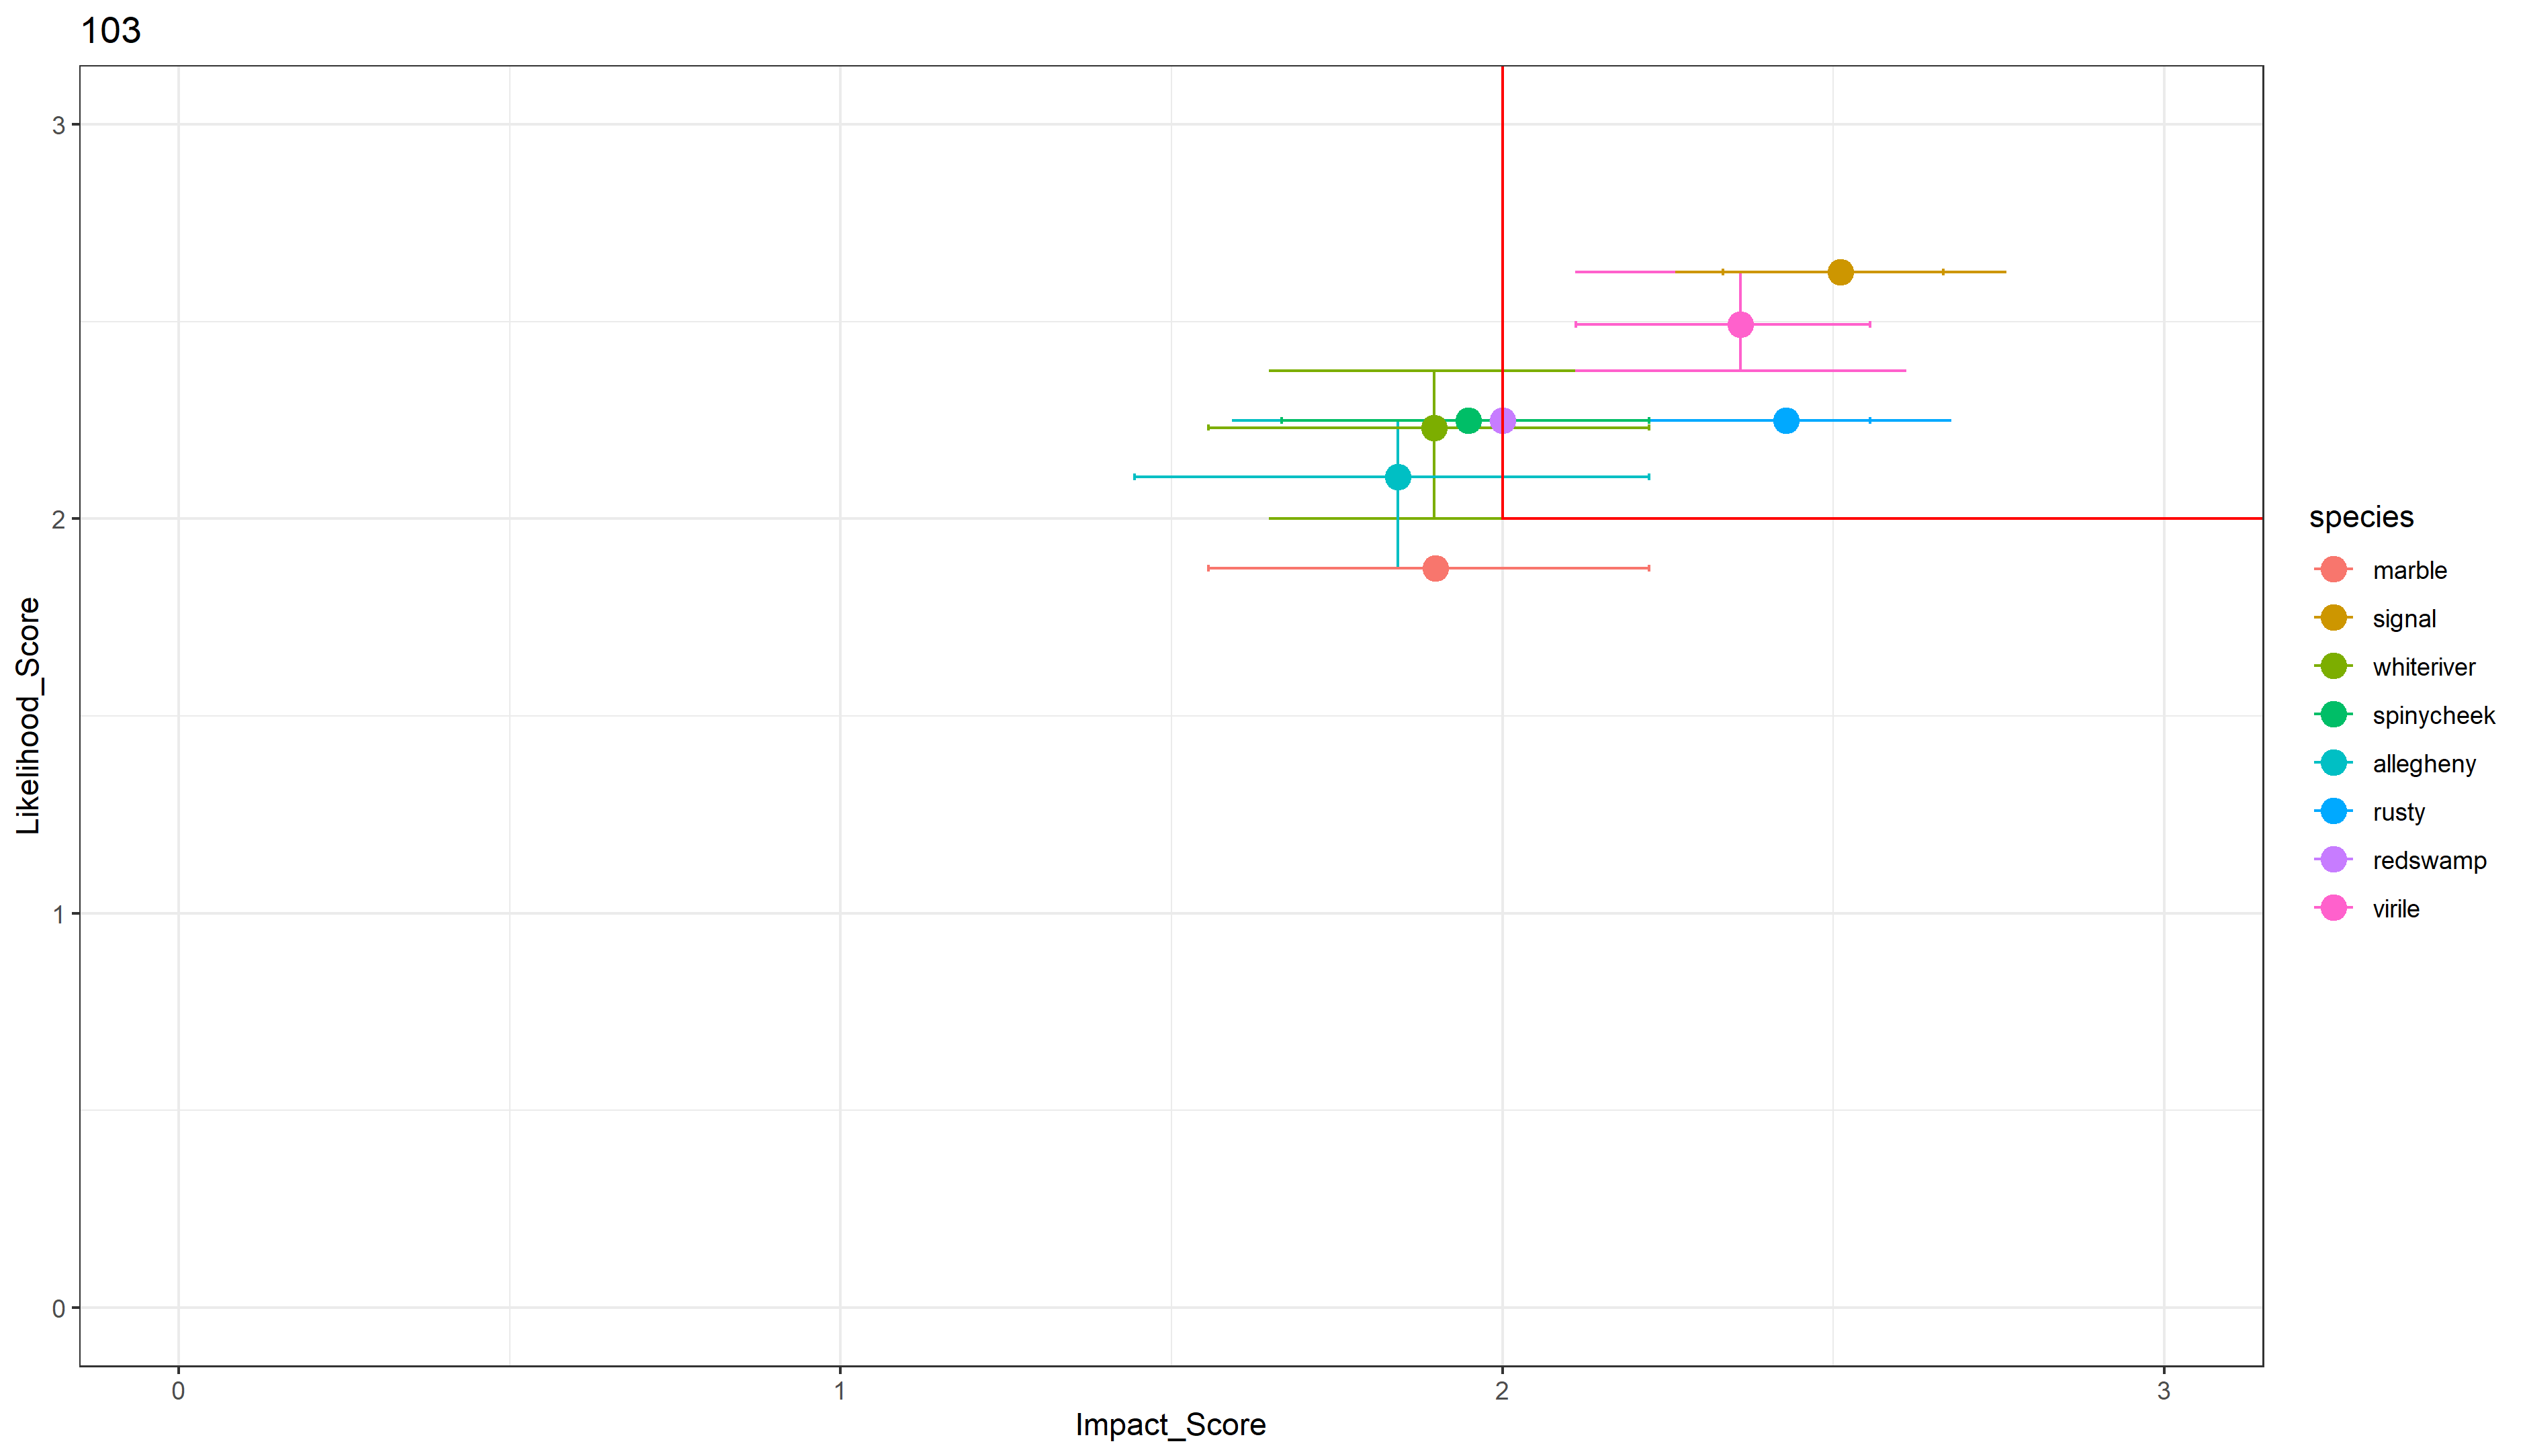 103
3
2
1
0
Likelihood_Score
0
1
2
3
Impact_Score
species
marble
signal
whiteriver
spinycheek
allegheny
rusty
redswamp
virile